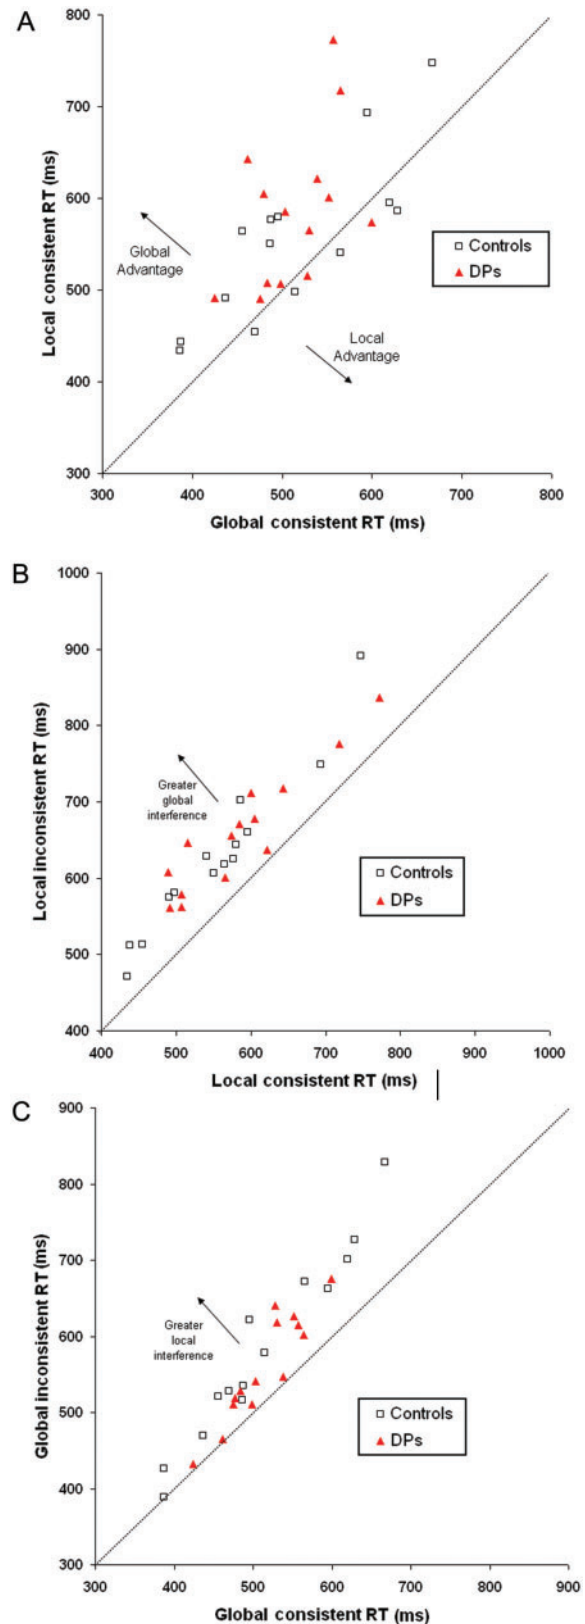 A
800
700
600
500
400
300
Local consistent RT (ms)
Global
Advantage
Local
Advantage
Controls
DPs
300 400 500 600 700 800
Global consistent RT (ms)
B
1000
900
800
700
600
500
400
Local inconsistent RT (ms)
Greater
global
interference
Controls
DPs
400 500 600 700 800 900 1000
Local consistent RT (ms)
C
900
800
700
600
500
400
300
Global inconsistent RT (ms)
Greater
local
interference
Controls
DPs
300 400 500 600 700 800 900
Global consistent RT (ms)